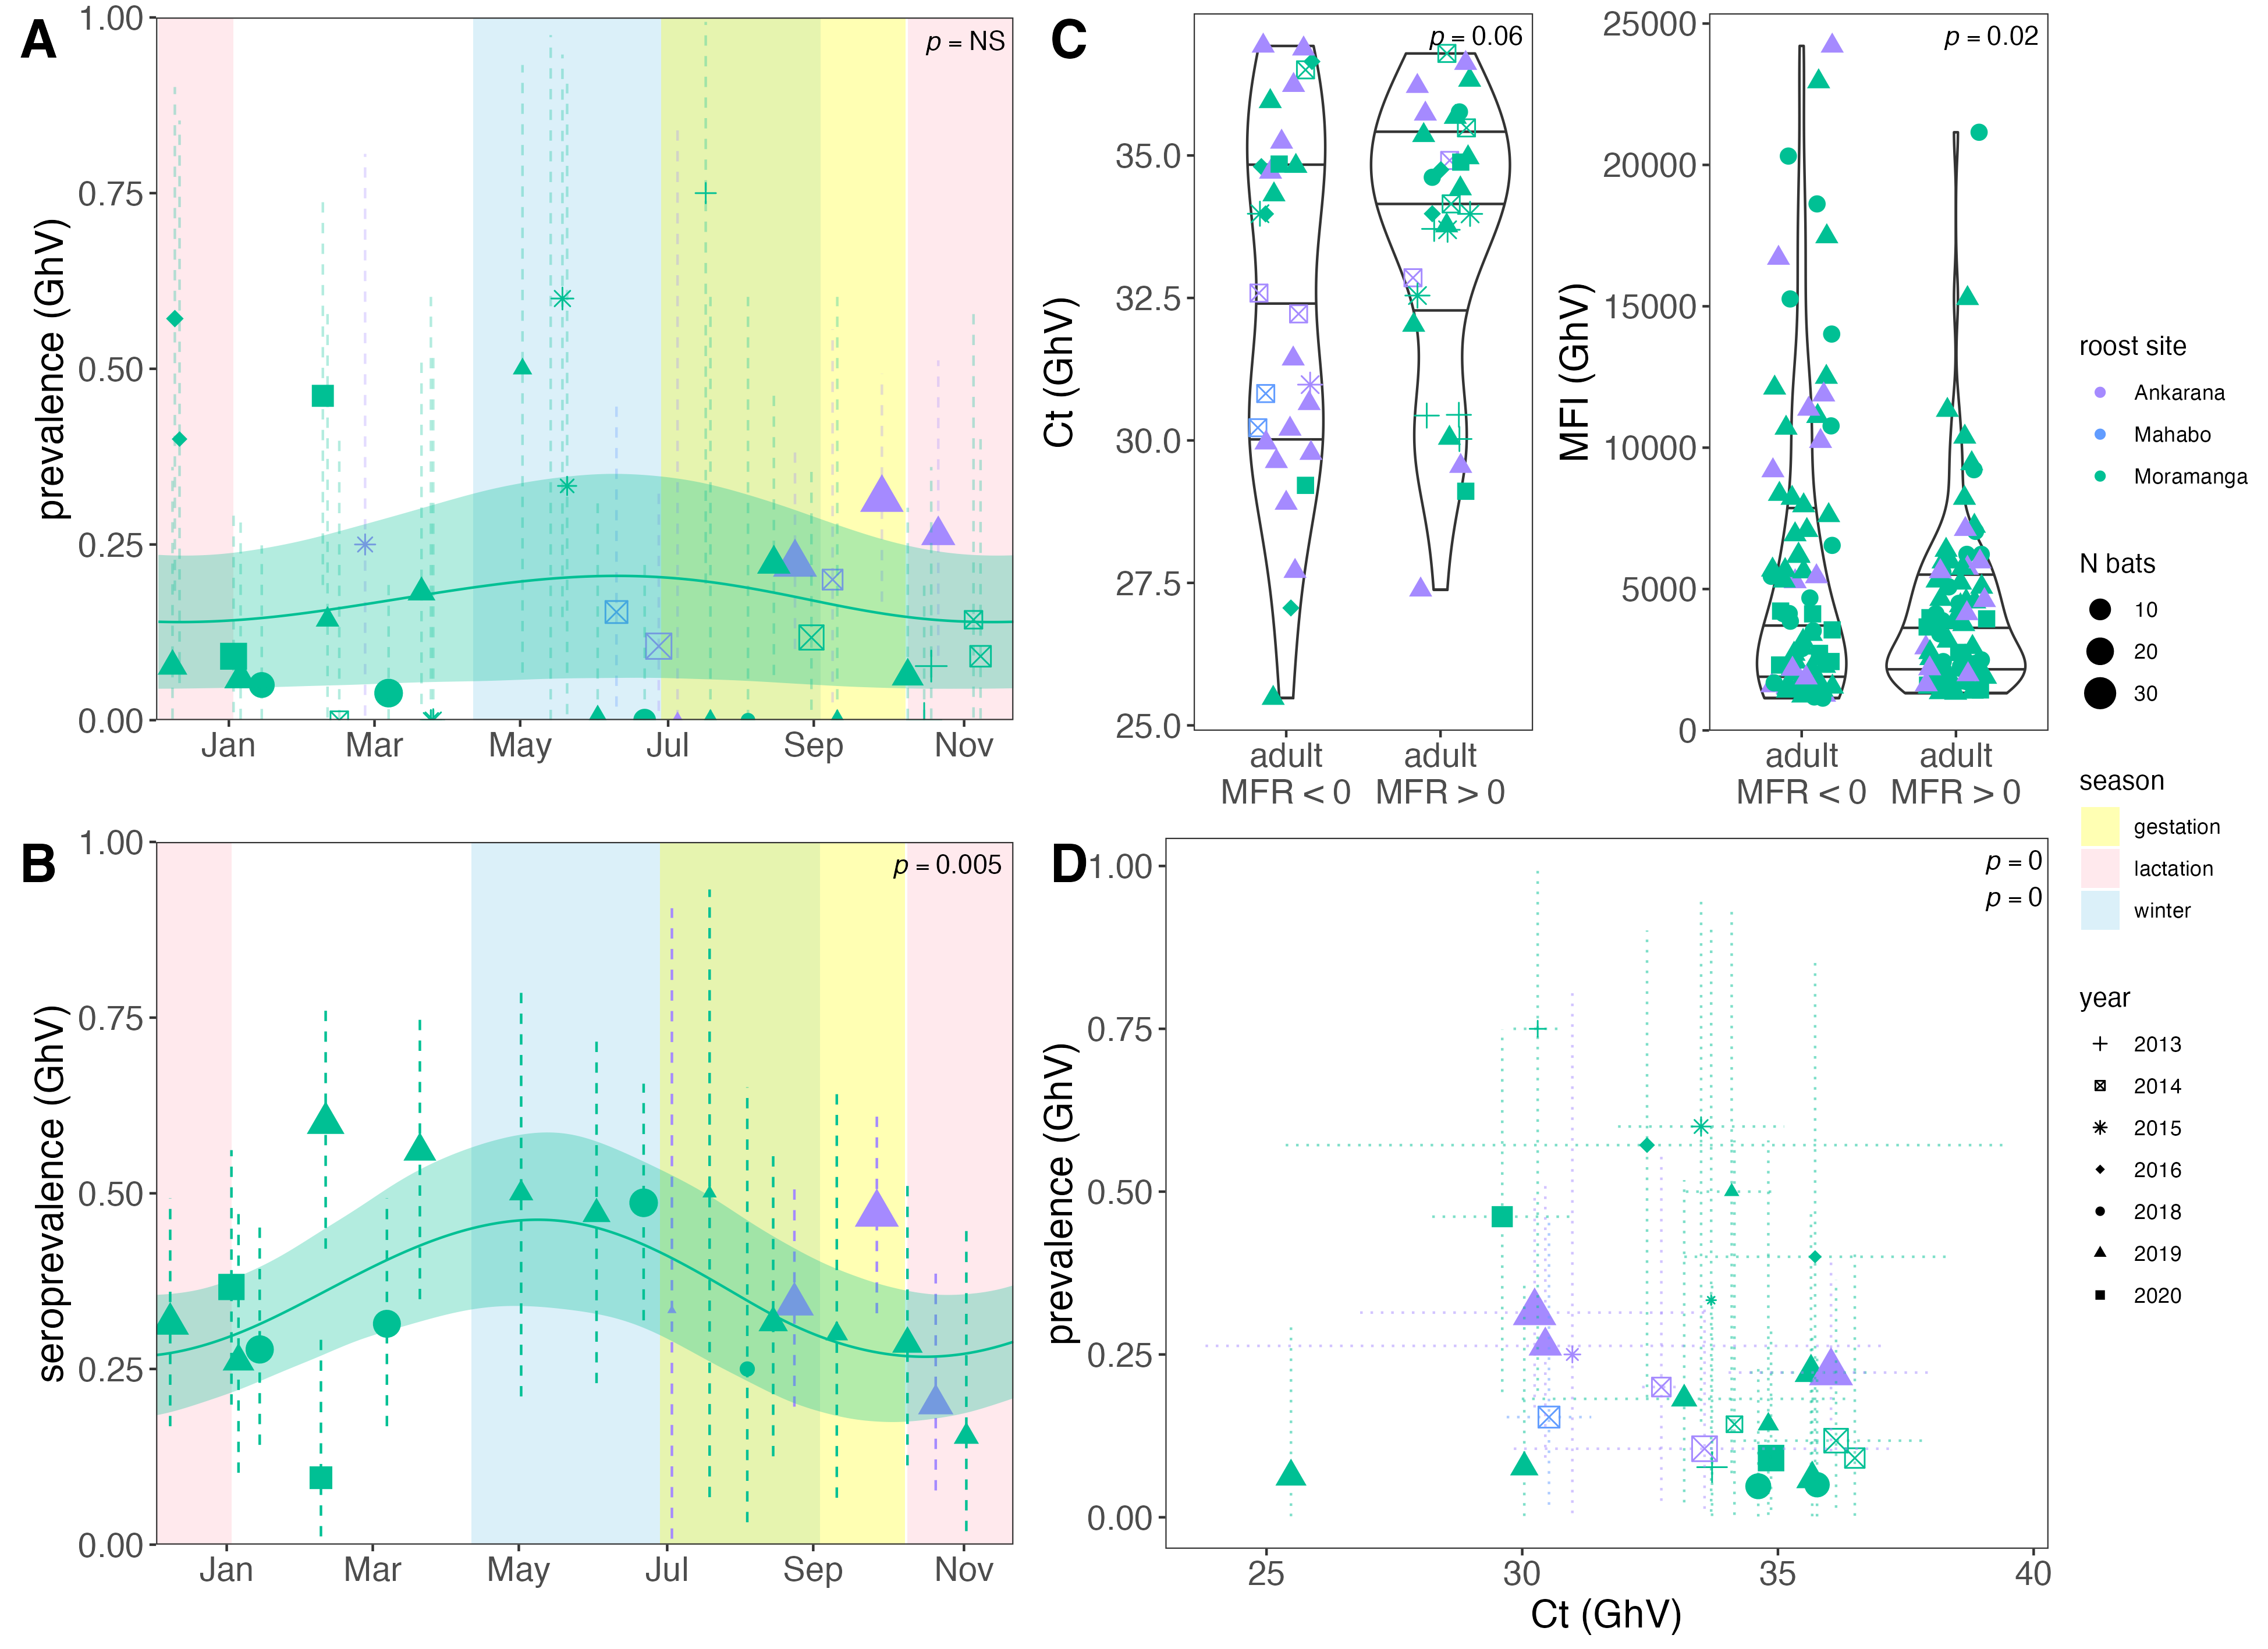 A
p = NS
prevalence (GhV)
1.00
0.75
0.50
0.25
0.00
Jan
Mar
May
Jul
Sep
Nov
B
p = 0.005
seroprevalence (GhV)
1.00
0.75
0.50
0.25
0.00
Jan
Mar
May
Jul
Sep
Nov
C
p = 0.06
Ct (GhV)
35.0
32.5
30.0
27.5
25.0
adult
MFR < 0
adult
MFR > 0
p = 0.02
MFI (GhV)
25000
20000
15000
10000
5000
0
adult
MFR < 0
adult
MFR > 0
D
p = 0
p = 0
prevalence (GhV)
1.00
0.75
0.50
0.25
0.00
25
30
35
40
Ct (GhV)
roost site
Ankarana
Mahabo
Moramanga
N bats
10
20
30
season
gestation
lactation
winter
year
2013
2014
2015
2016
2018
2019
2020